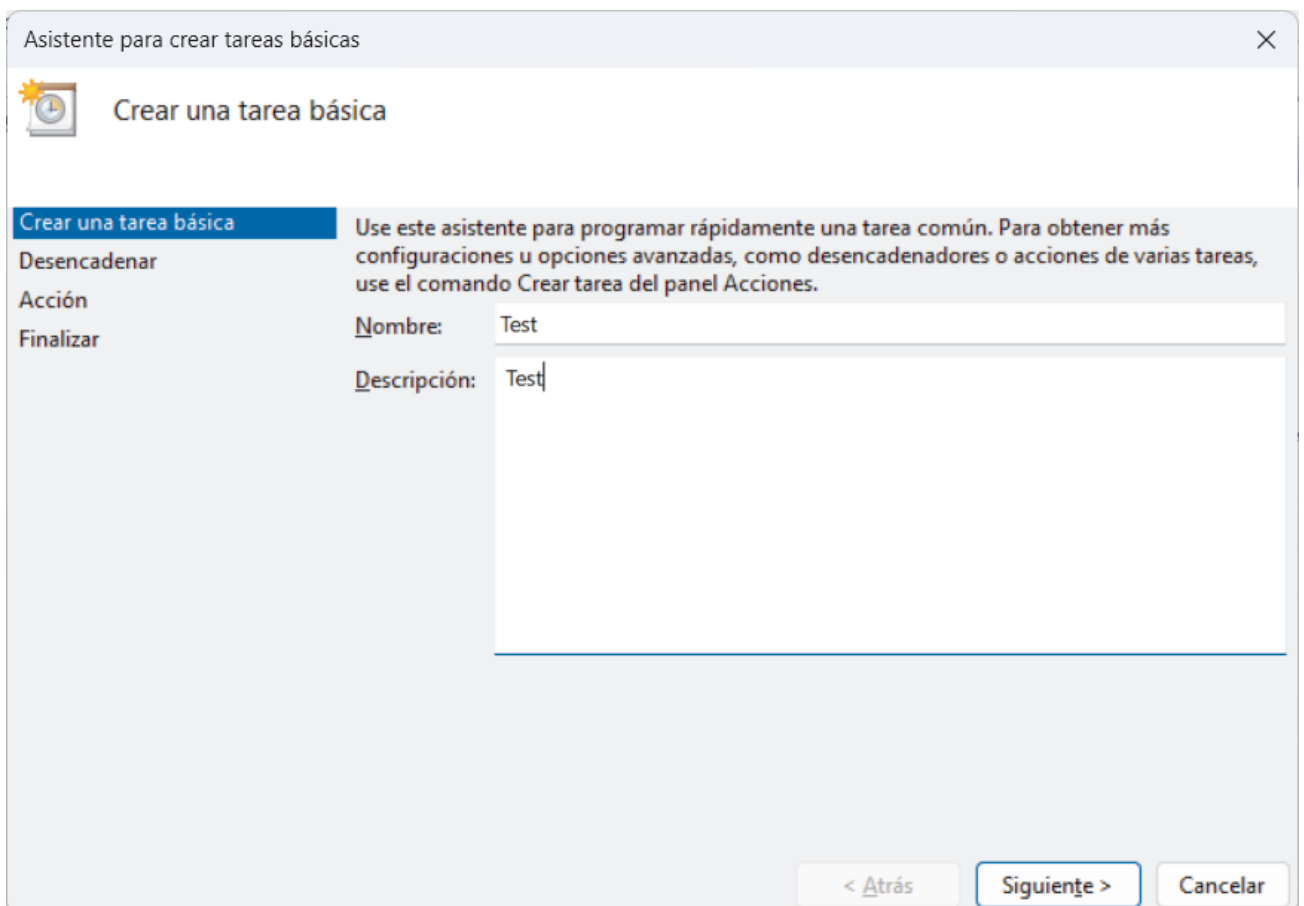 Asistente para crear tareas básicas
Crear una tarea básica
Crear una tarea básica
Desencadenar
Acción
Finalizar
Use este asistente para programar rápidamente una tarea común. Para obtener más
configuraciones u opciones avanzadas, como desencadenadores o acciones de varias tareas,
use el comando Crear tarea del panel Acciones.
Nombre: Test
Descripción: Test
< Atrás Siguiente > Cancelar